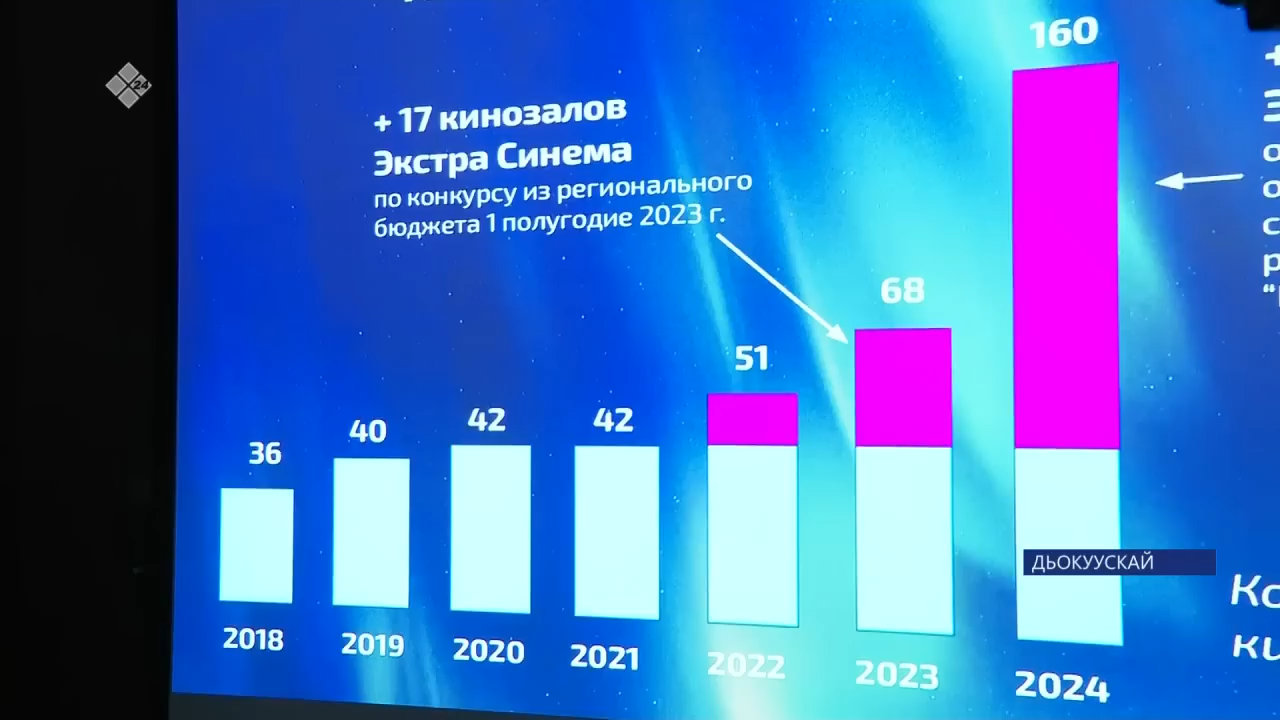 160
X24
+ 17 кинозалов
Экстра Синема
по конкурсу из регионального
бюджета 1 полугодие 2023 г.
68
51
42
42
40
36
ДЬОКУУСКАЙ
2018
2019
2020
2021
2022
2023
2024